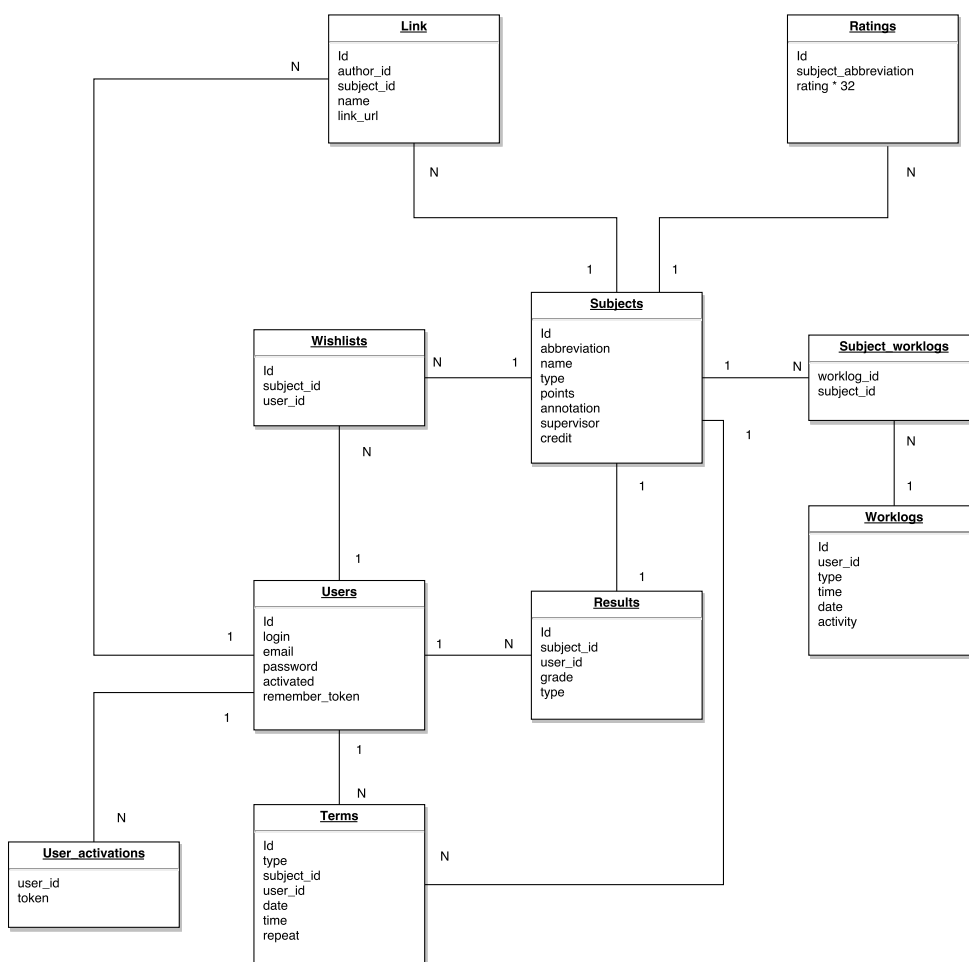 Link
Id
author_id
subject_id
name
link_url
Ratings
Id
subject_abbreviation
rating * 32
N
N
N
1
1
Subjects
Id
abbreviation
name
type
points
annotation
supervisor
credit
Wishlists
Id
subject_id
user_id
N
1
Subject_worklogs
worklog_id
subject_id
1
N
1
N
N
1
1
Worklogs
Id
user_id
type
time
date
activity
1
1
Users
Id
login
email
password
activated
remember_token
Results
Id
subject_id
user_id
grade
type
1
1
N
1
1
N
N
User_activations
user_id
token
Terms
Id
type
subject_id
user_id
date
time
repeat
N